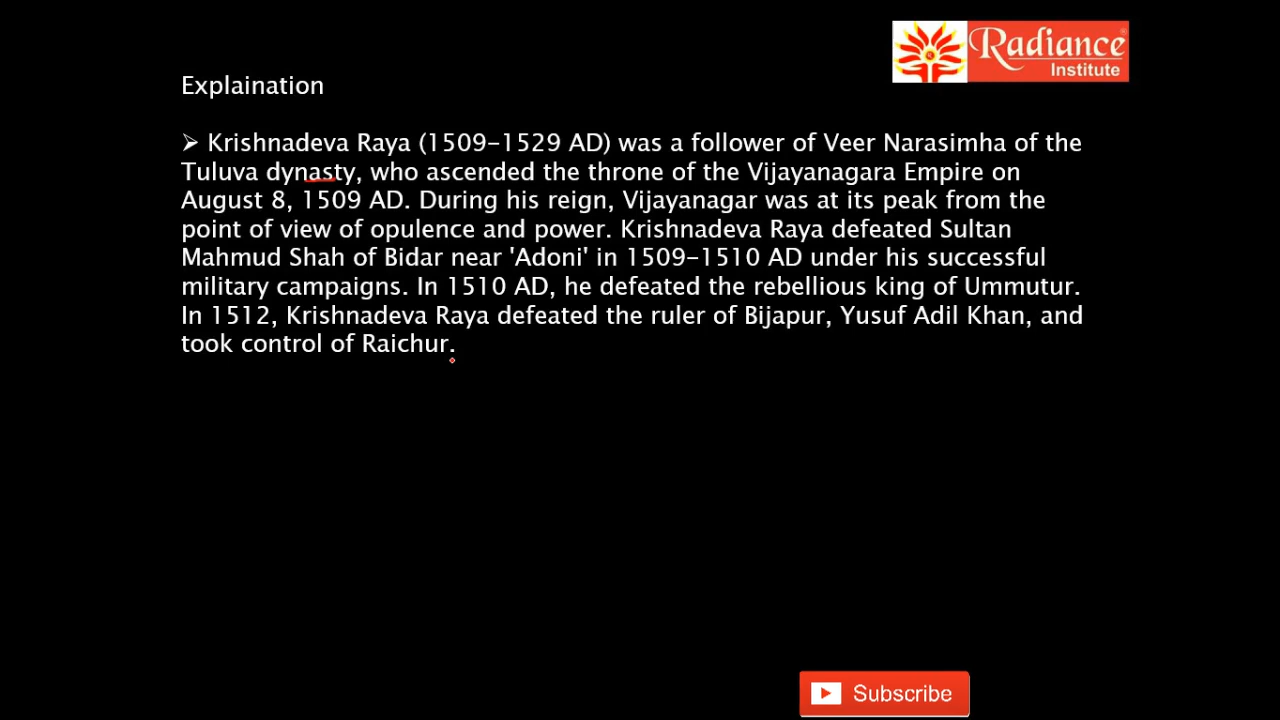 Radiance
Institute
Explaination
➢ Krishnadeva Raya (1509-1529 AD) was a follower of Veer Narasimha of the
Tuluva dynasty, who ascended the throne of the Vijayanagara Empire on
August 8, 1509 AD. During his reign, Vijayanagar was at its peak from the
point of view of opulence and power. Krishnadeva Raya defeated Sultan
Mahmud Shah of Bidar near 'Adoni' in 1509-1510 AD under his successful
military campaigns. In 1510 AD, he defeated the rebellious king of Ummutur.
In 1512, Krishnadeva Raya defeated the ruler of Bijapur, Yusuf Adil Khan, and
took control of Raichur.
Subscribe